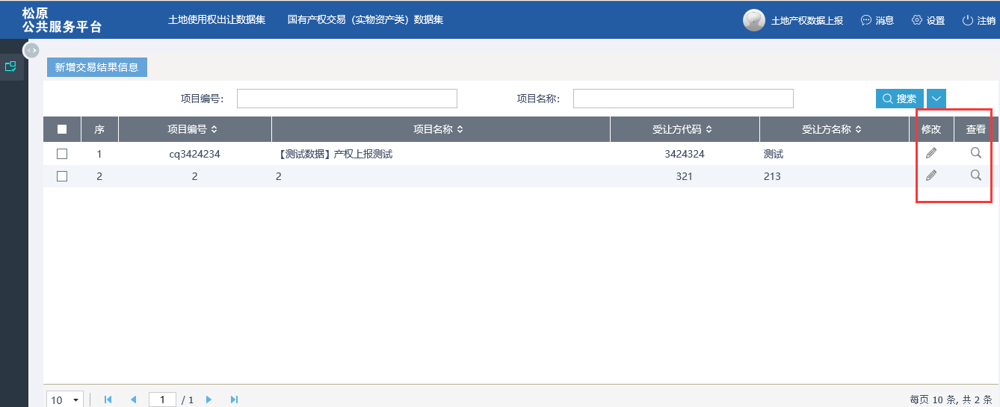 松原
公共服务平台
土地使用权出让数据集 国有产权交易（实物资产类）数据集 土地产权数据上报 消息 设置 注销
新增交易结果信息
项目编号： 项目名称： 搜索
序 项目编号 项目名称 受让方代码 受让方名称 修改 查看
1 cq3424234 【测试数据】产权上报测试 3424324 测试
2 2 2 321 213
10 1 / 1 每页 10 条, 共 2 条